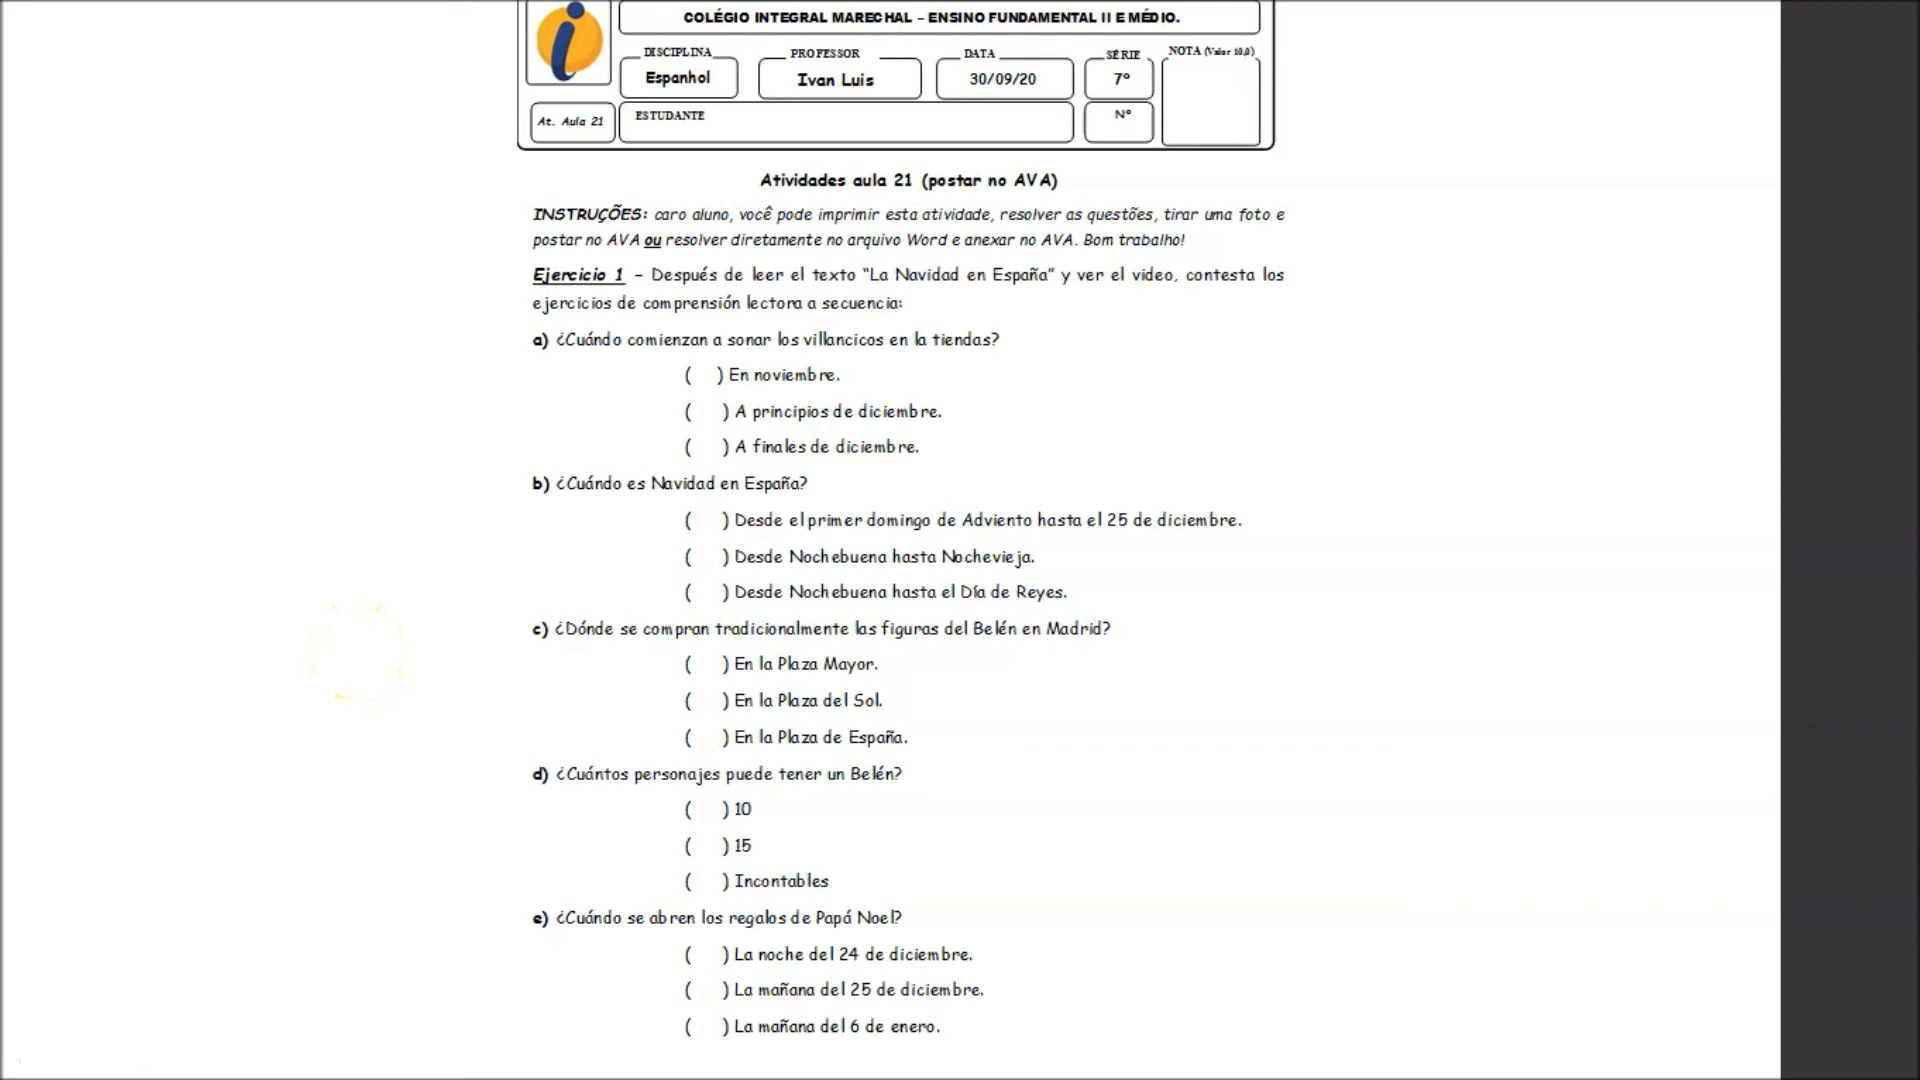 COLÉGIO INTEGRAL MARECHAL – ENSINO FUNDAMENTAL II E MÉDIO.
DISCIPLINA PROFESSOR DATA SÉRIE NOTA (Valor 10,0)
Espanhol Ivan Luis 30/09/20 7º
At. Aula 21 ESTUDANTE Nº
Atividades aula 21 (postar no AVA)
INSTRUÇÕES: caro aluno, você pode imprimir esta atividade, resolver as questões, tirar uma foto e
postar no AVA ou resolver diretamente no arquivo Word e anexar no AVA. Bom trabalho!
Ejercicio 1 – Después de leer el texto “La Navidad en España” y ver el video, contesta los
ejercicios de comprensión lectora a secuencia:
a) ¿Cuándo comienzan a sonar los villancicos en la tiendas?
( ) En noviembre.
( ) A principios de diciembre.
( ) A finales de diciembre.
b) ¿Cuándo es Navidad en España?
( ) Desde el primer domingo de Adviento hasta el 25 de diciembre.
( ) Desde Nochebuena hasta Nochevieja.
( ) Desde Nochebuena hasta el Día de Reyes.
c) ¿Dónde se compran tradicionalmente las figuras del Belén en Madrid?
( ) En la Plaza Mayor.
( ) En la Plaza del Sol.
( ) En la Plaza de España.
d) ¿Cuántos personajes puede tener un Belén?
( ) 10
( ) 15
( ) Incontables
e) ¿Cuándo se abren los regalos de Papá Noel?
( ) La noche del 24 de diciembre.
( ) La mañana del 25 de diciembre.
( ) La mañana del 6 de enero.